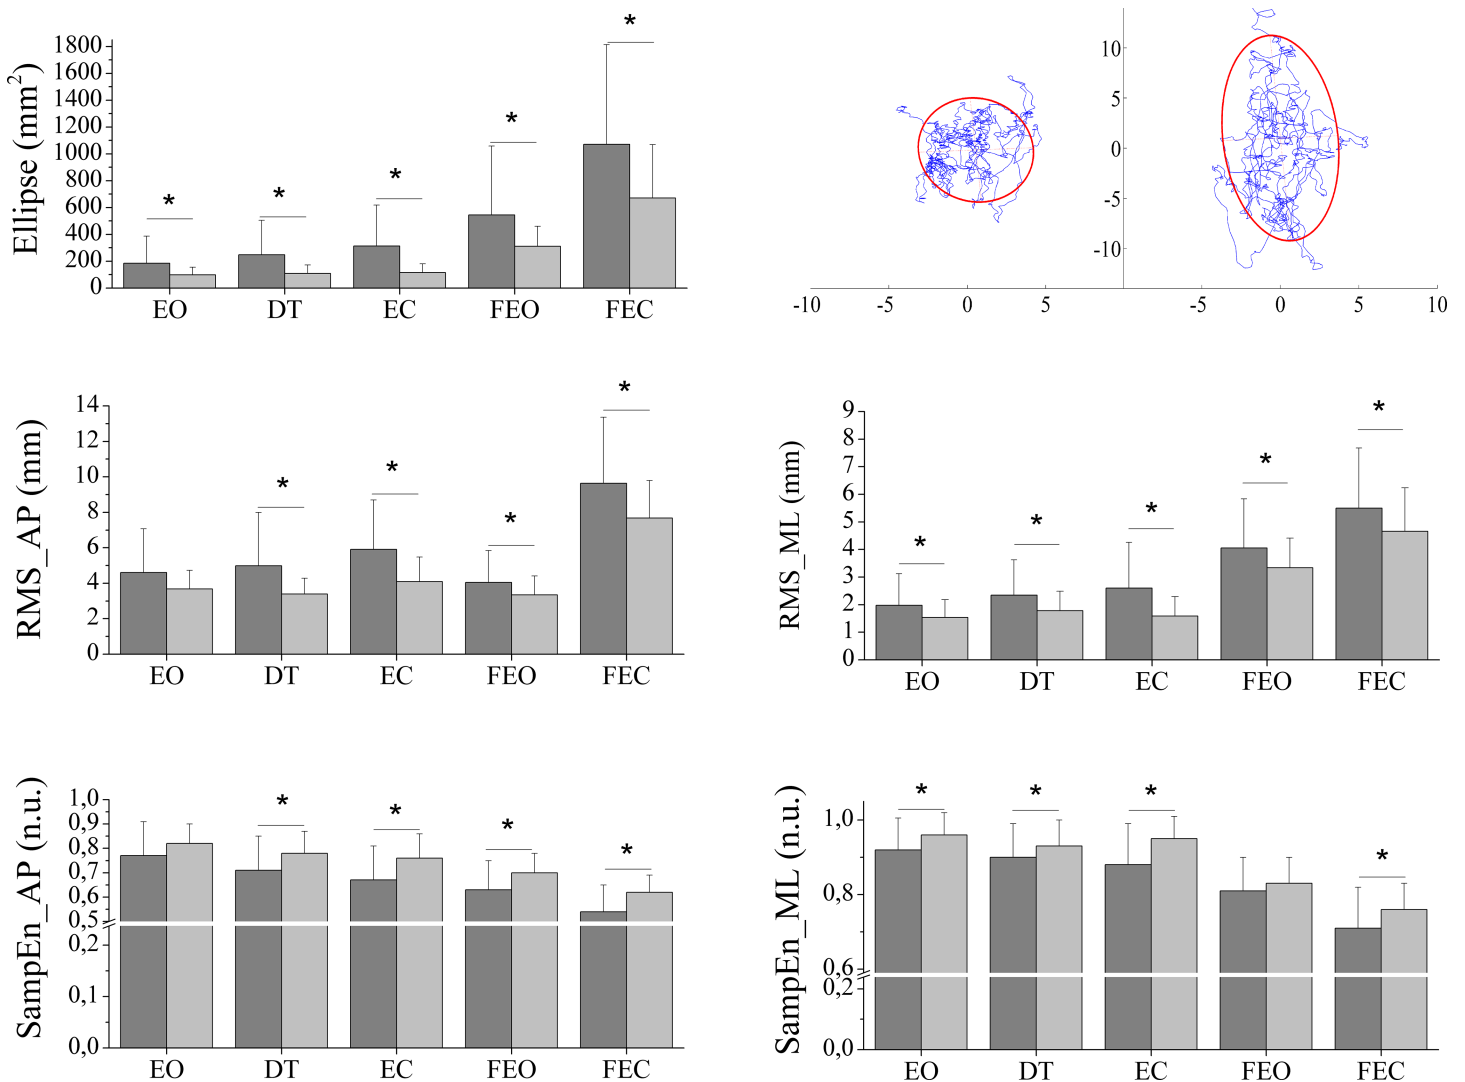 Ellipse (mm²)
1800
1600
1400
1200
1000
800
600
400
200
0
* * * * *
EO DT EC FEO FEC
10
5
0
-5
-10
-10 -5 0 5 -5 0 5 10
RMS_AP (mm)
14
12
10
8
6
4
2
0
* * * *
EO DT EC FEO FEC
RMS_ML (mm)
9
8
7
6
5
4
3
2
1
0
* * * * *
EO DT EC FEO FEC
SampEn_AP (n.u.)
1,0
0,9
0,8
0,7
0,6
0,5
0,2
0,1
0,0
* * * *
EO DT EC FEO FEC
SampEn_ML (n.u.)
1,0
0,8
0,6
0,2
0,0
* * * *
EO DT EC FEO FEC